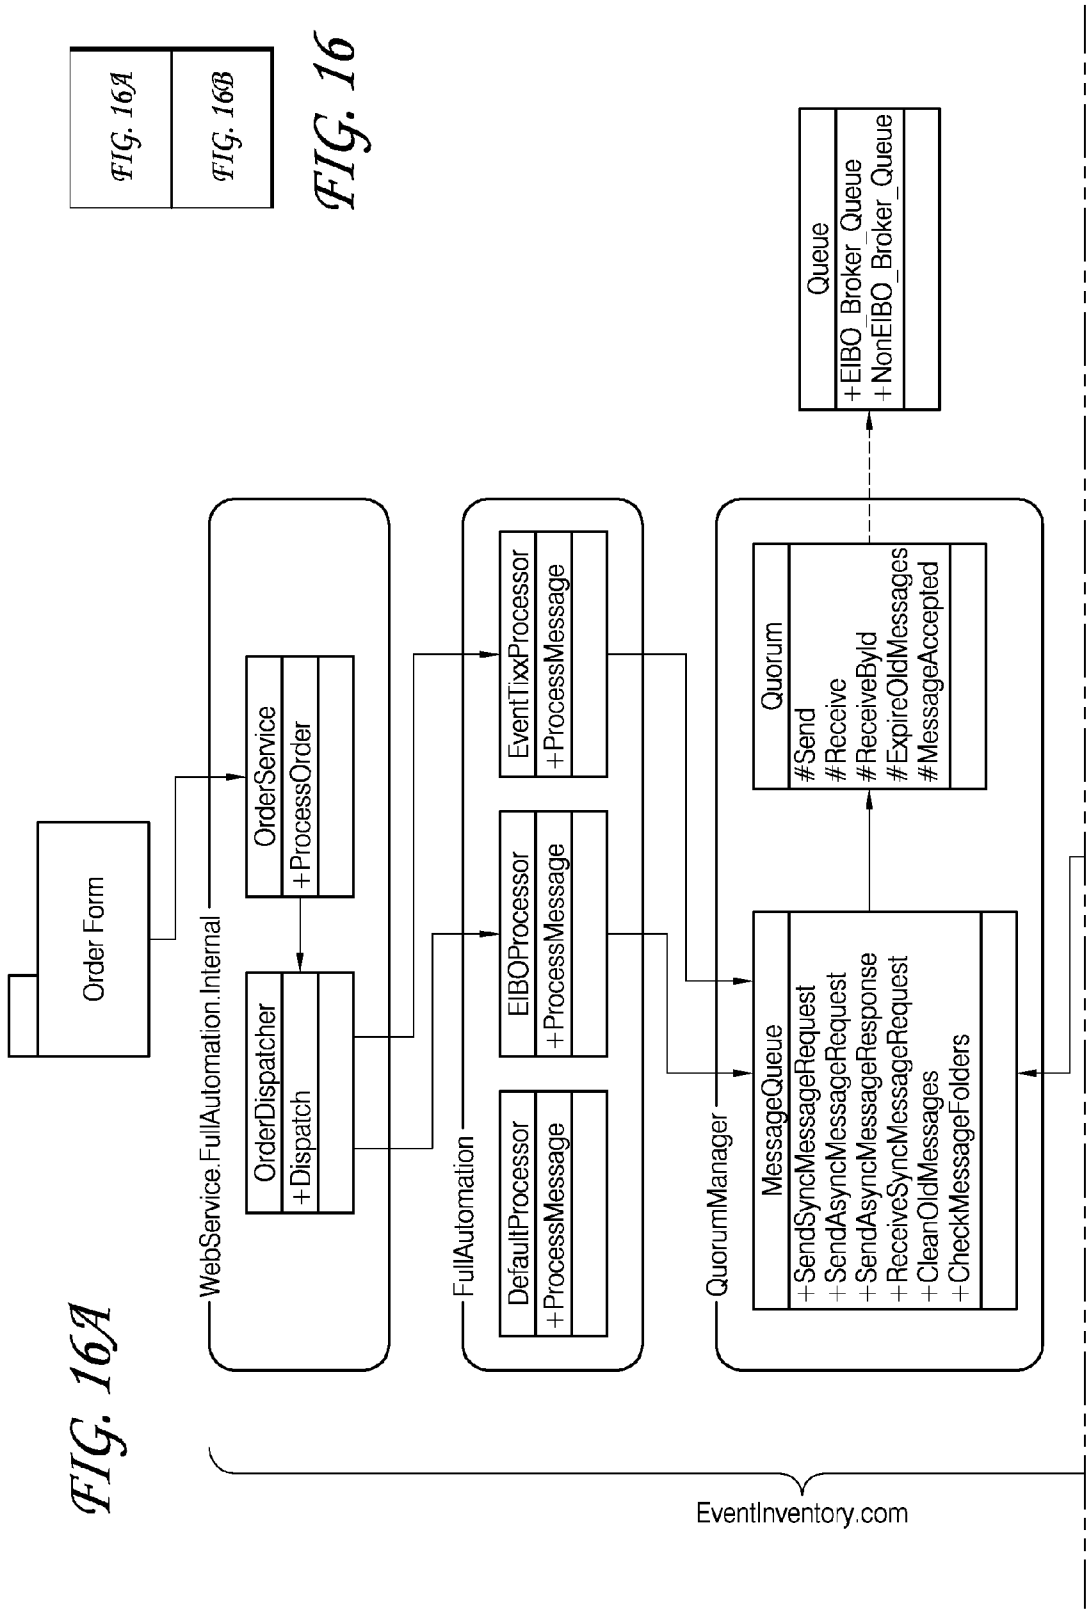 FIG. 16A
FIG. 16A
FIG. 16B
FIG. 16
Order Form
WebService.FullAutomation.Internal
OrderDispatcher
+Dispatch
OrderService
+ProcessOrder
FullAutomation
DefaultProcessor
+ProcessMessage
EIBOProcessor
+ProcessMessage
EventTixxProcessor
+ProcessMessage
QuorumManager
MessageQueue
+SendSyncMessageRequest
+SendAsyncMessageRequest
+SendAsyncMessageResponse
+ReceiveSyncMessageRequest
+CleanOldMessages
+CheckMessageFolders
Quorum
#Send
#Receive
#ReceiveById
#ExpireOldMessages
#MessageAccepted
Queue
+EIBO_Broker_Queue
+NonEIBO_Broker_Queue
EventInventory.com